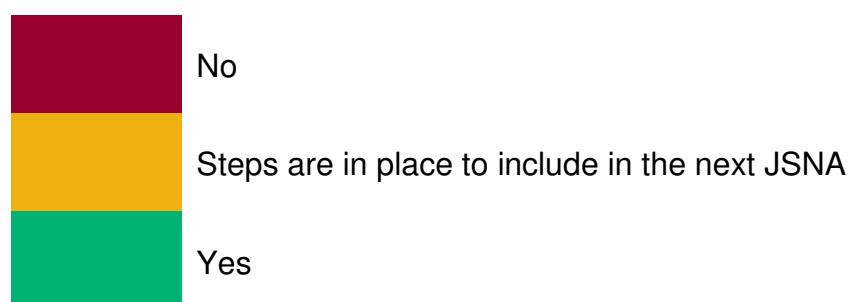 No
Steps are in place to include in the next JSNA
Yes